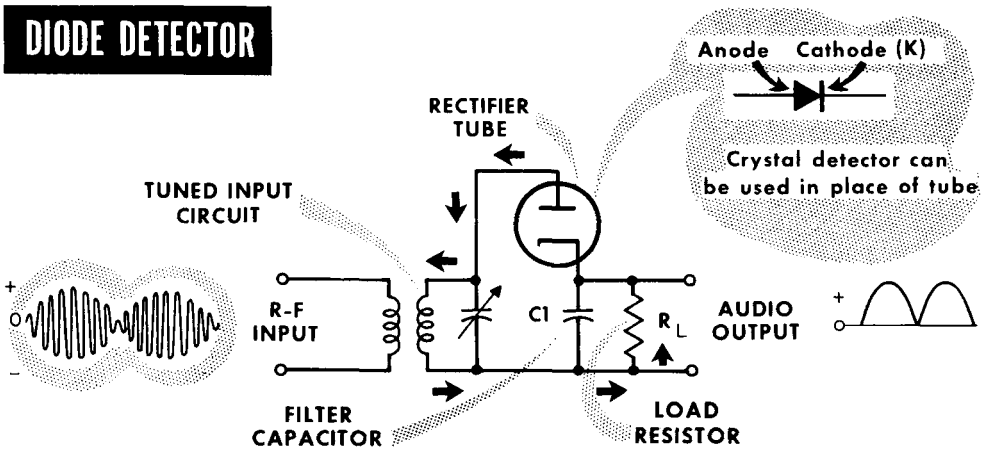 DIODE DETECTOR
Anode Cathode (K)
Crystal detector can
be used in place of tube
RECTIFIER
TUBE
TUNED INPUT
CIRCUIT
+
O
−
R-F
INPUT
C1
R L
AUDIO
OUTPUT
+
O
FILTER
CAPACITOR
LOAD
RESISTOR